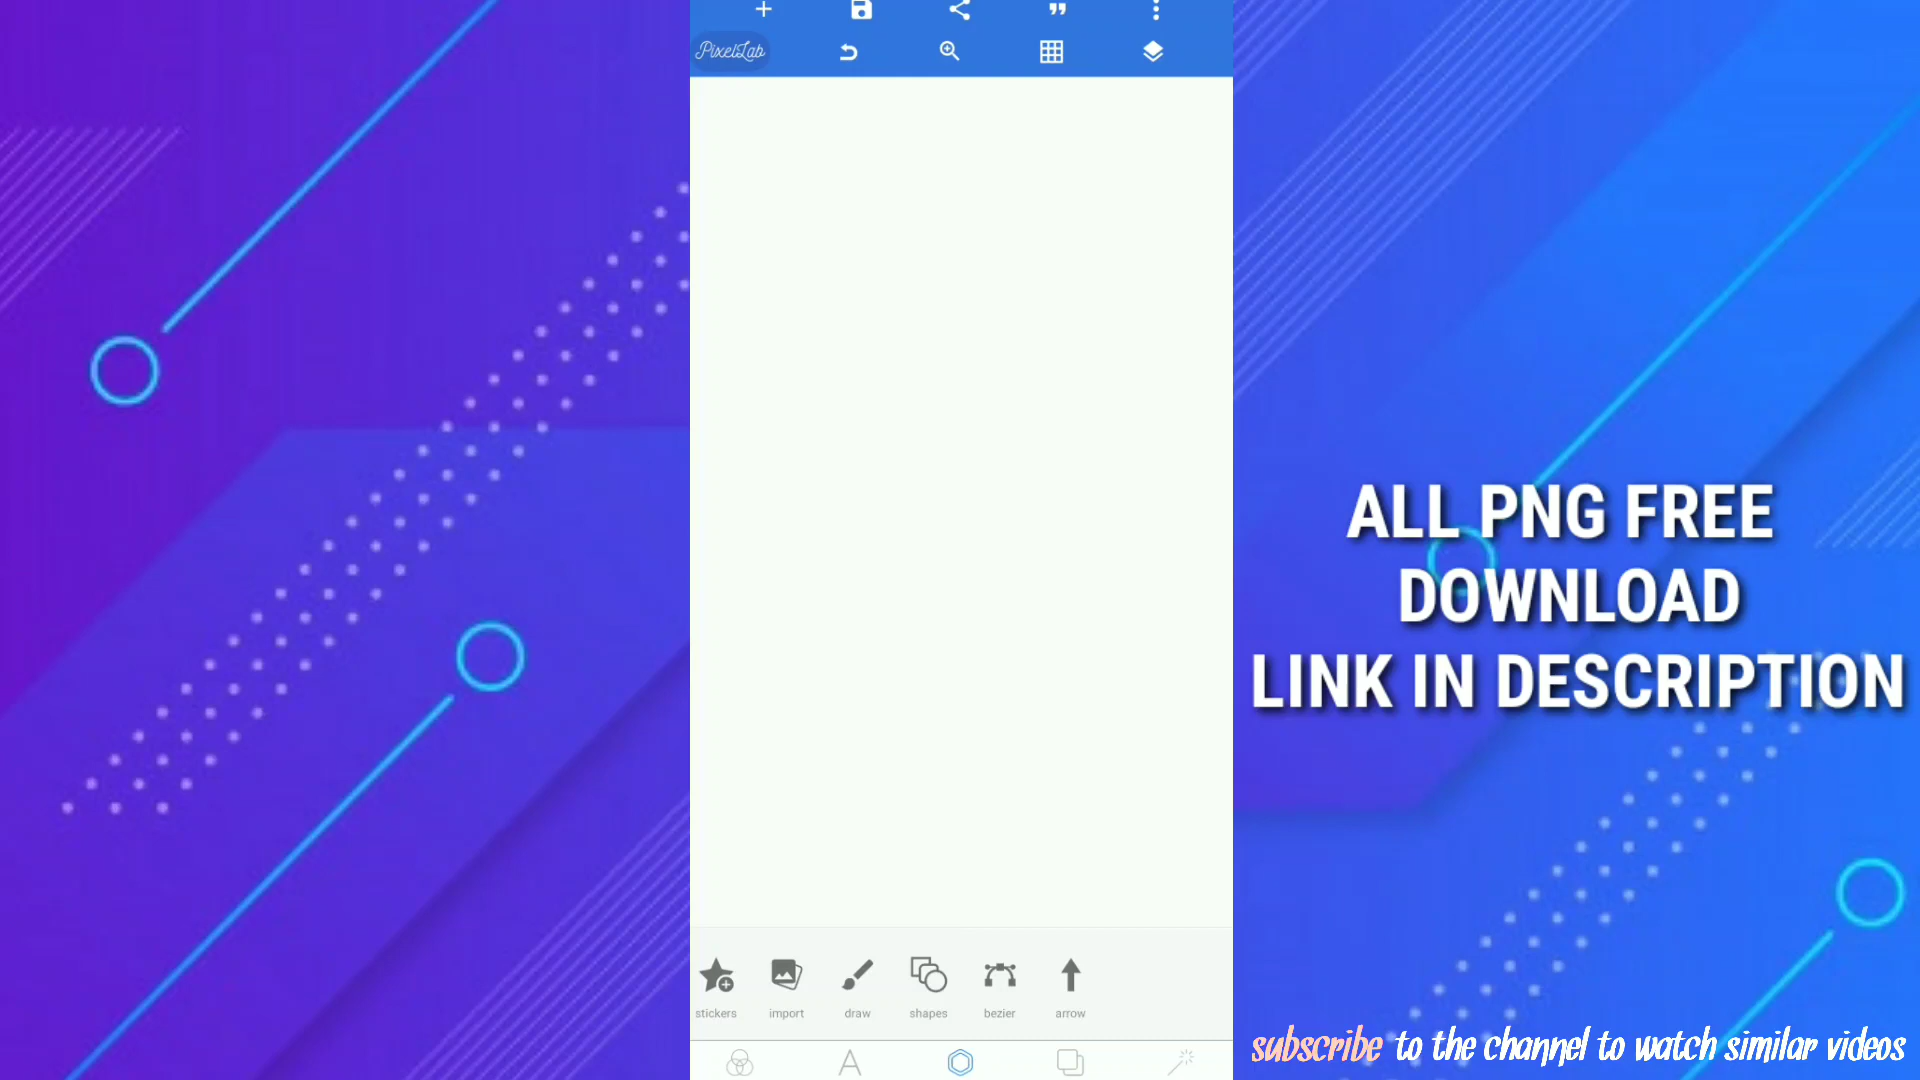 PixelLab
ALL PNG FREE
DOWNLOAD
LINK IN DESCRIPTION
stickers import draw shapes bezier arrow
subscribe to the channel to watch similar videos